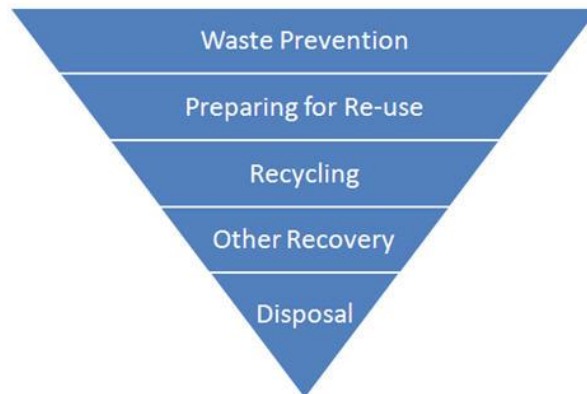 Waste Prevention
Preparing for Re-use
Recycling
Other Recovery
Disposal